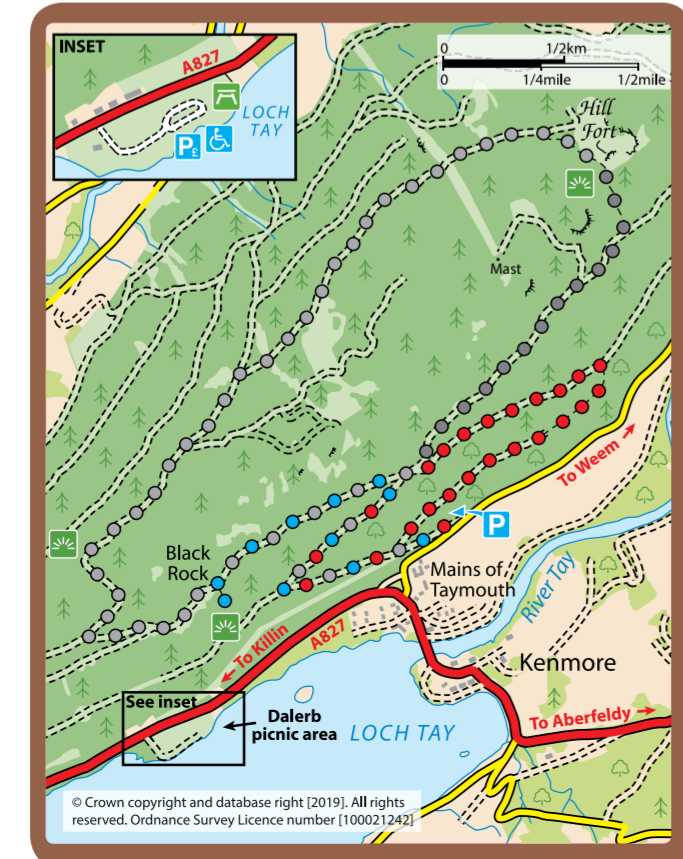 INSET
A827
LOCH
TAY
P£
0 1/2km
0 1/4mile 1/2mile
Hill
Fort
Mast
To Weem
P
Black
Rock
Mains of
Taymouth
River Tay
To Killin
A827
Kenmore
See inset
Dalerb
picnic area
LOCH TAY
To Aberfeldy
© Crown copyright and database right [2019]. All rights
reserved. Ordnance Survey Licence number [100021242]